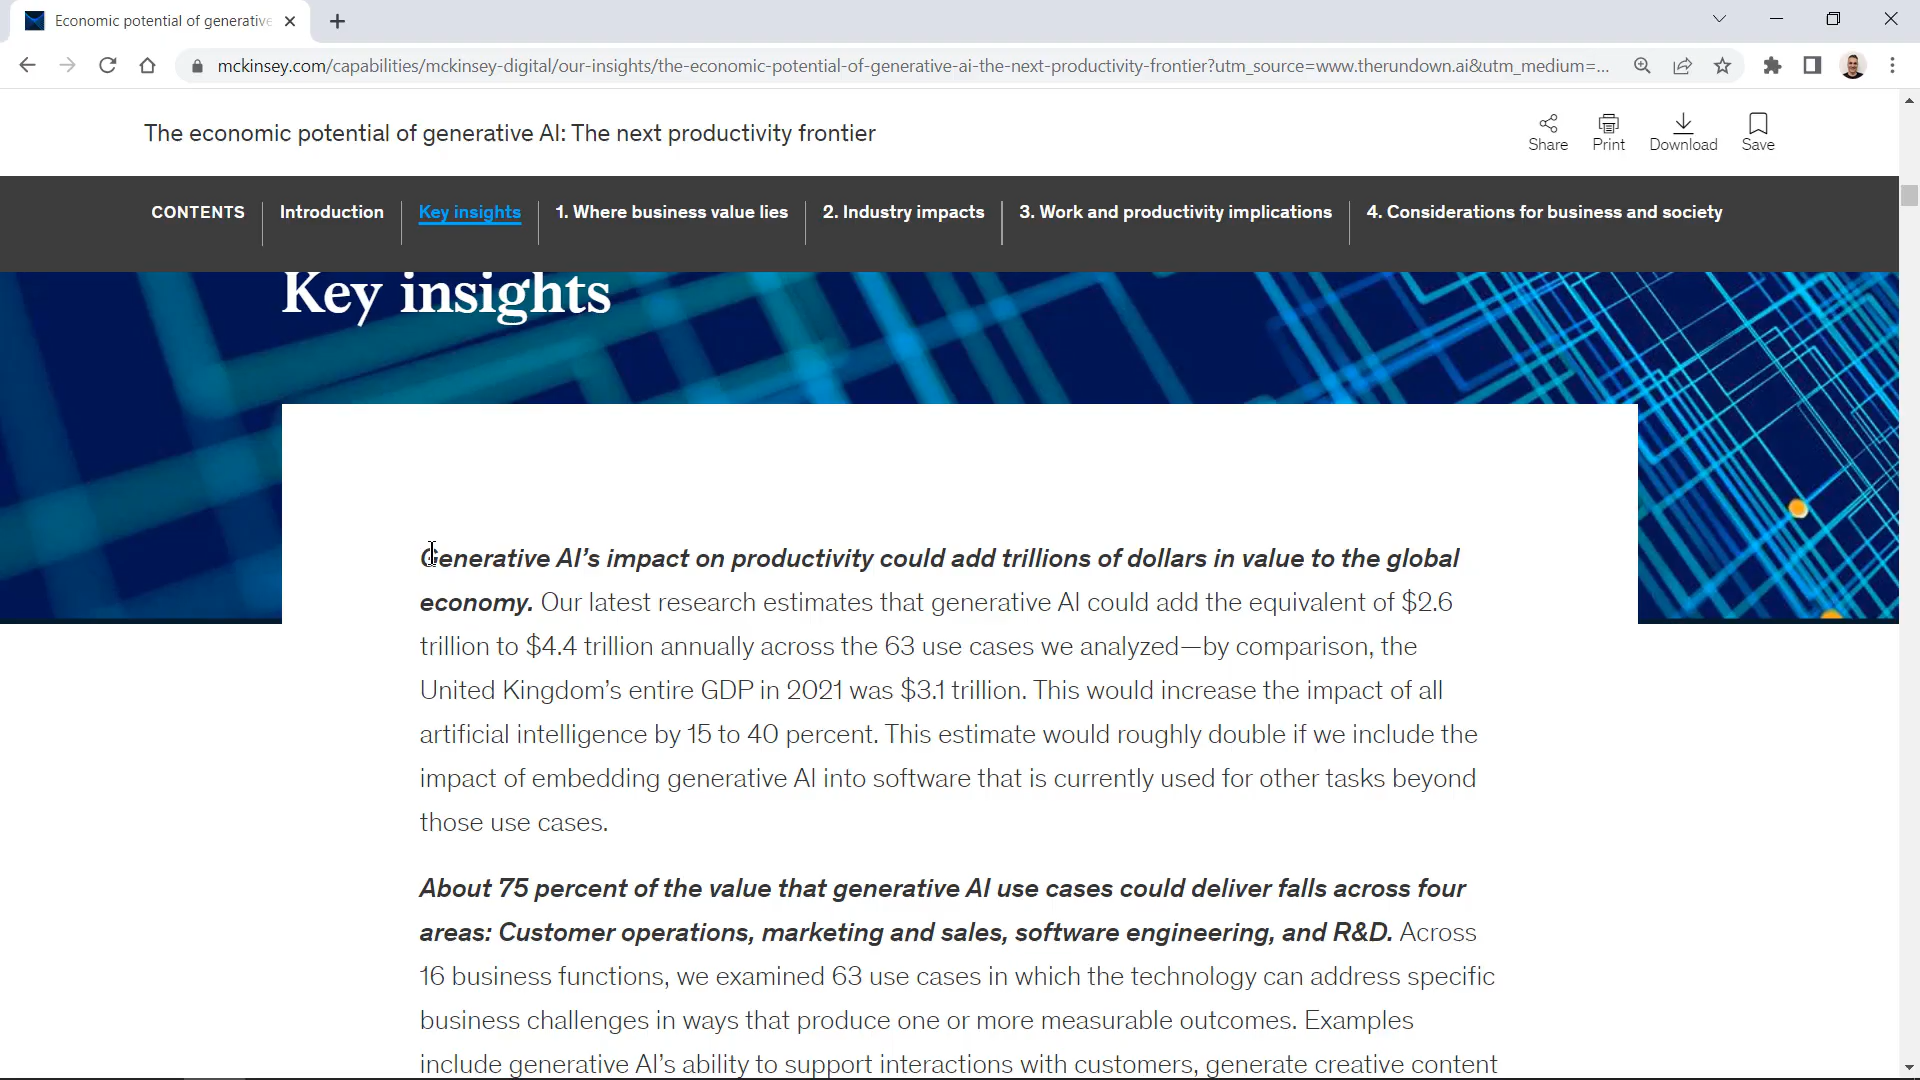 Economic potential of generative
mckinsey.com/capabilities/mckinsey-digital/our-insights/the-economic-potential-of-generative-ai-the-next-productivity-frontier?utm_source=www.therundown.ai&utm_medium=...
The economic potential of generative AI: The next productivity frontier
Share Print Download Save
CONTENTS Introduction Key insights 1. Where business value lies 2. Industry impacts 3. Work and productivity implications 4. Considerations for business and society
Key insights
Generative AI’s impact on productivity could add trillions of dollars in value to the global
economy. Our latest research estimates that generative AI could add the equivalent of $2.6
trillion to $4.4 trillion annually across the 63 use cases we analyzed—by comparison, the
United Kingdom’s entire GDP in 2021 was $3.1 trillion. This would increase the impact of all
artificial intelligence by 15 to 40 percent. This estimate would roughly double if we include the
impact of embedding generative AI into software that is currently used for other tasks beyond
those use cases.
About 75 percent of the value that generative AI use cases could deliver falls across four
areas: Customer operations, marketing and sales, software engineering, and R&D. Across
16 business functions, we examined 63 use cases in which the technology can address specific
business challenges in ways that produce one or more measurable outcomes. Examples
include generative AI’s ability to support interactions with customers, generate creative content